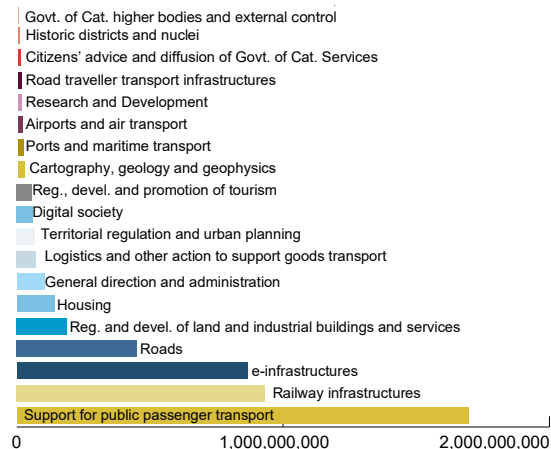 Govt. of Cat. higher bodies and external control
Historic districts and nuclei
Citizens’ advice and diffusion of Govt. of Cat. Services
Road traveller transport infrastructures
Research and Development
Airports and air transport
Ports and maritime transport
Cartography, geology and geophysics
Reg., devel. and promotion of tourism
Digital society
Territorial regulation and urban planning
Logistics and other action to support goods transport
General direction and administration
Housing
Reg. and devel. of land and industrial buildings and services
Roads
e-infrastructures
Railway infrastructures
Support for public passenger transport
0 1,000,000,000 2,000,000,000